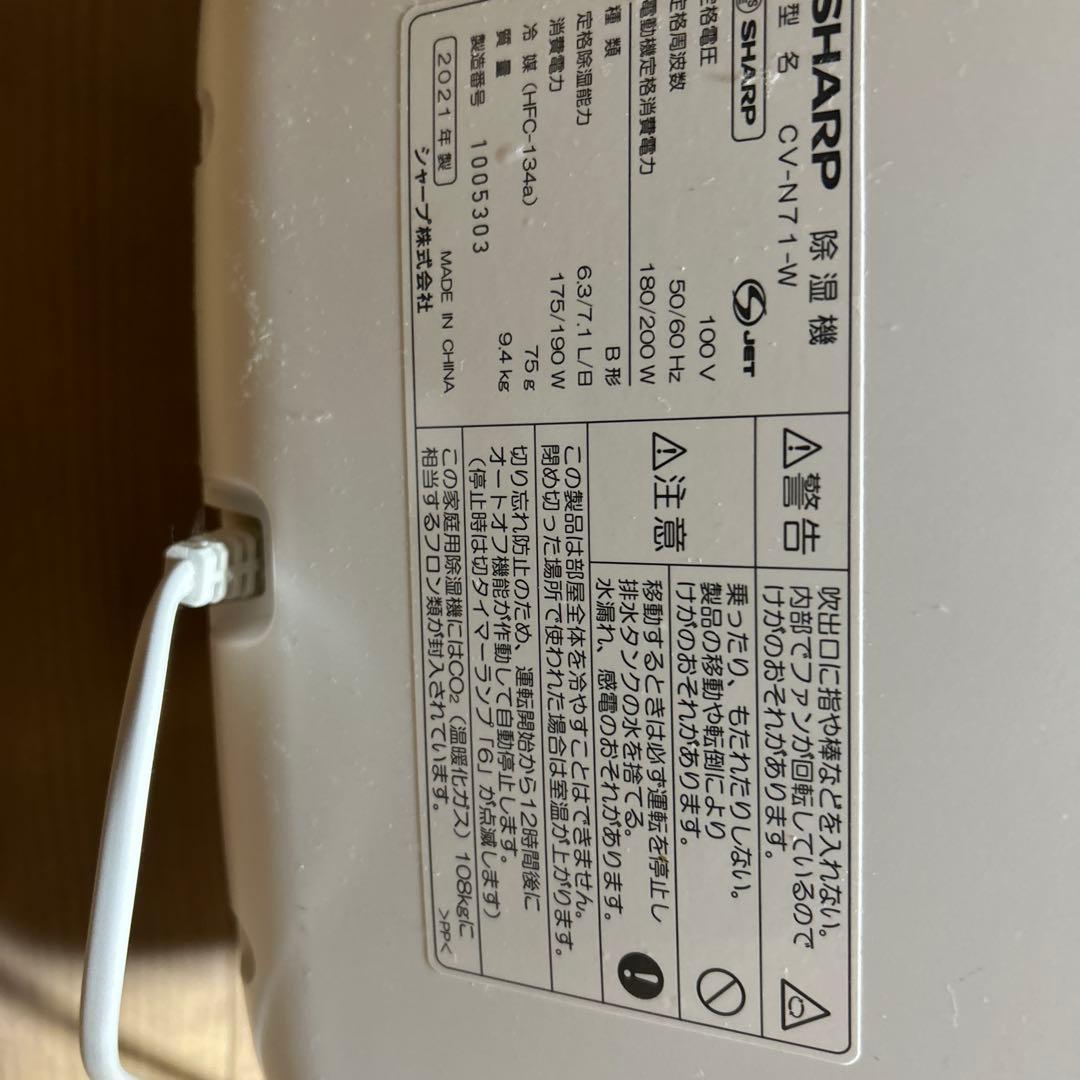 SHARP 除湿機
型名 CV-N71-W
SHARP
JET
定格電圧 100 V
定格周波数 50/60 Hz
電動機定格消費電力 180/200 W
種類 B 形
定格除湿能力 6.3/7.1 L/日
消費電力 175/190 W
冷媒 (HFC-134a) 75 g
質量 9.4 kg
製造番号 1005303
2021年製 MADE IN CHINA
シャープ株式会社
警告
吹出口に指や棒などを入れない。
内部でファンが回転しているので
けがのおそれがあります。
注意
乗ったり、もたれたりしない。
製品の移動や転倒により
けがのおそれがあります。
移動するときは必ず運転を停止し
排水タンクの水を捨てる。
水漏れ、感電のおそれがあります。
この製品は部屋全体を冷やすことはできません。
閉め切った場所で使われた場合は室温が上がります。
切り忘れ防止のため、運転開始から12時間後に
オートオフ機能が作動して自動停止します。
(停止時は切タイマーランプ「6」が点滅します)
この家庭用除湿機にはCO₂（温暖化ガス）108kgに
相当するフロン類が封入されています。
>PP<